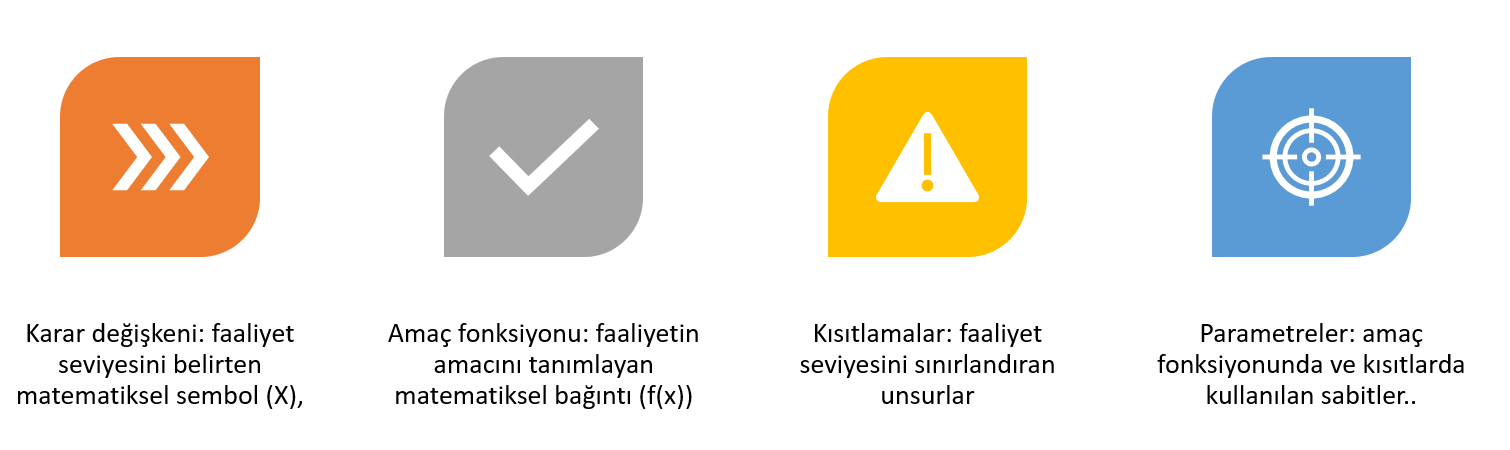 Karar değişkeni: faaliyet
seviyesini belirten
matematiksel sembol (X),
Amaç fonksiyonu: faaliyetin
amacını tanımlayan
matematiksel bağıntı (f(x))
Kısıtlamalar: faaliyet
seviyesini sınırlandıran
unsurlar
Parametreler: amaç
fonksiyonunda ve kısıtlarda
kullanılan sabitler..